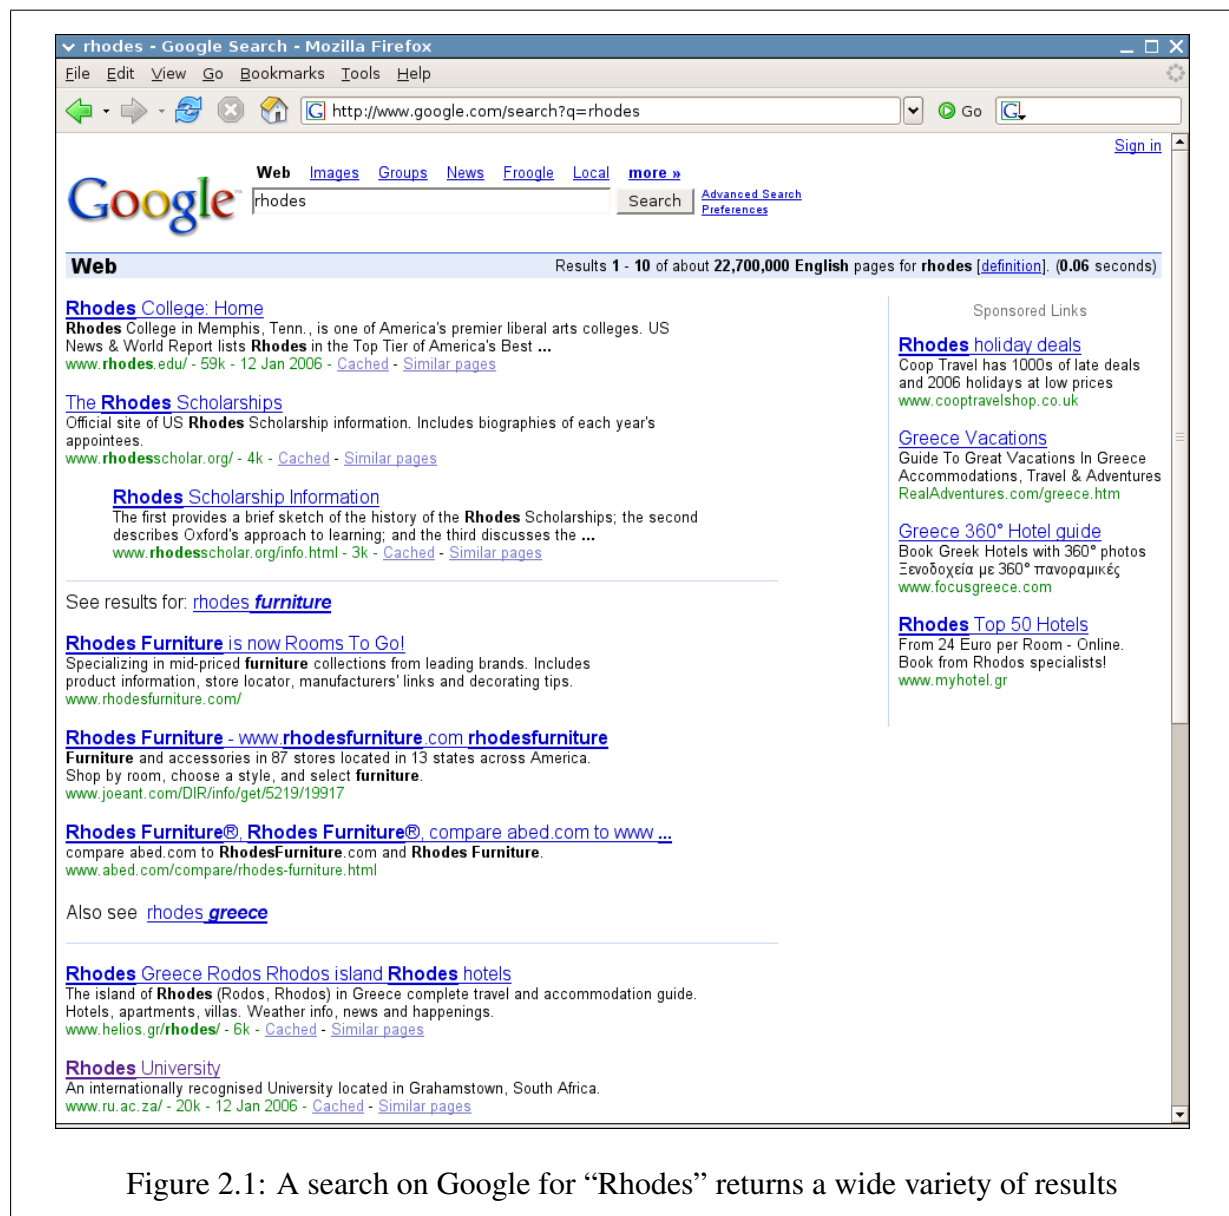 rhodes - Google Search - Mozilla Firefox
File Edit View Go Bookmarks Tools Help
http://www.google.com/search?q=rhodes Go
Sign in
Web Images Groups News Froogle Local more »
Google™ rhodes Search Advanced Search
Preferences
Web Results 1 - 10 of about 22,700,000 English pages for rhodes [definition]. (0.06 seconds)
Rhodes College: Home
Rhodes College in Memphis, Tenn., is one of America's premier liberal arts colleges. US
News & World Report lists Rhodes in the Top Tier of America's Best ...
www.rhodes.edu/ - 59k - 12 Jan 2006 - Cached - Similar pages
The Rhodes Scholarships
Official site of US Rhodes Scholarship information. Includes biographies of each year's
appointees.
www.rhodesscholar.org/ - 4k - Cached - Similar pages
Rhodes Scholarship Information
The first provides a brief sketch of the history of the Rhodes Scholarships; the second
describes Oxford's approach to learning; and the third discusses the ...
www.rhodesscholar.org/info.html - 3k - Cached - Similar pages
See results for: rhodes furniture
Rhodes Furniture is now Rooms To Go!
Specializing in mid-priced furniture collections from leading brands. Includes
product information, store locator, manufacturers' links and decorating tips.
www.rhodesfurniture.com/
Rhodes Furniture - www.rhodesfurniture.com rhodesfurniture
Furniture and accessories in 87 stores located in 13 states across America.
Shop by room, choose a style, and select furniture.
www.joeant.com/DIR/info/get/5219/19917
Rhodes Furniture®, Rhodes Furniture®, compare abed.com to www ...
compare abed.com to RhodesFurniture.com and Rhodes Furniture.
www.abed.com/compare/rhodes-furniture.html
Also see rhodes greece
Rhodes Greece Rodos Rhodos island Rhodes hotels
The island of Rhodes (Rodos, Rhodos) in Greece complete travel and accommodation guide.
Hotels, apartments, villas. Weather info, news and happenings.
www.helios.gr/rhodes/ - 6k - Cached - Similar pages
Rhodes University
An internationally recognised University located in Grahamstown, South Africa.
www.ru.ac.za/ - 20k - 12 Jan 2006 - Cached - Similar pages
Sponsored Links
Rhodes holiday deals
Coop Travel has 1000s of late deals
and 2006 holidays at low prices
www.cooptravelshop.co.uk
Greece Vacations
Guide To Great Vacations In Greece
Accommodations, Travel & Adventures
RealAdventures.com/greece.htm
Greece 360° Hotel guide
Book Greek Hotels with 360° photos
Ξενοδοχεία με 360° πανοραμικές
www.focusgreece.com
Rhodes Top 50 Hotels
From 24 Euro per Room - Online.
Book from Rhodos specialists!
www.myhotel.gr
Figure 2.1: A search on Google for “Rhodes” returns a wide variety of results